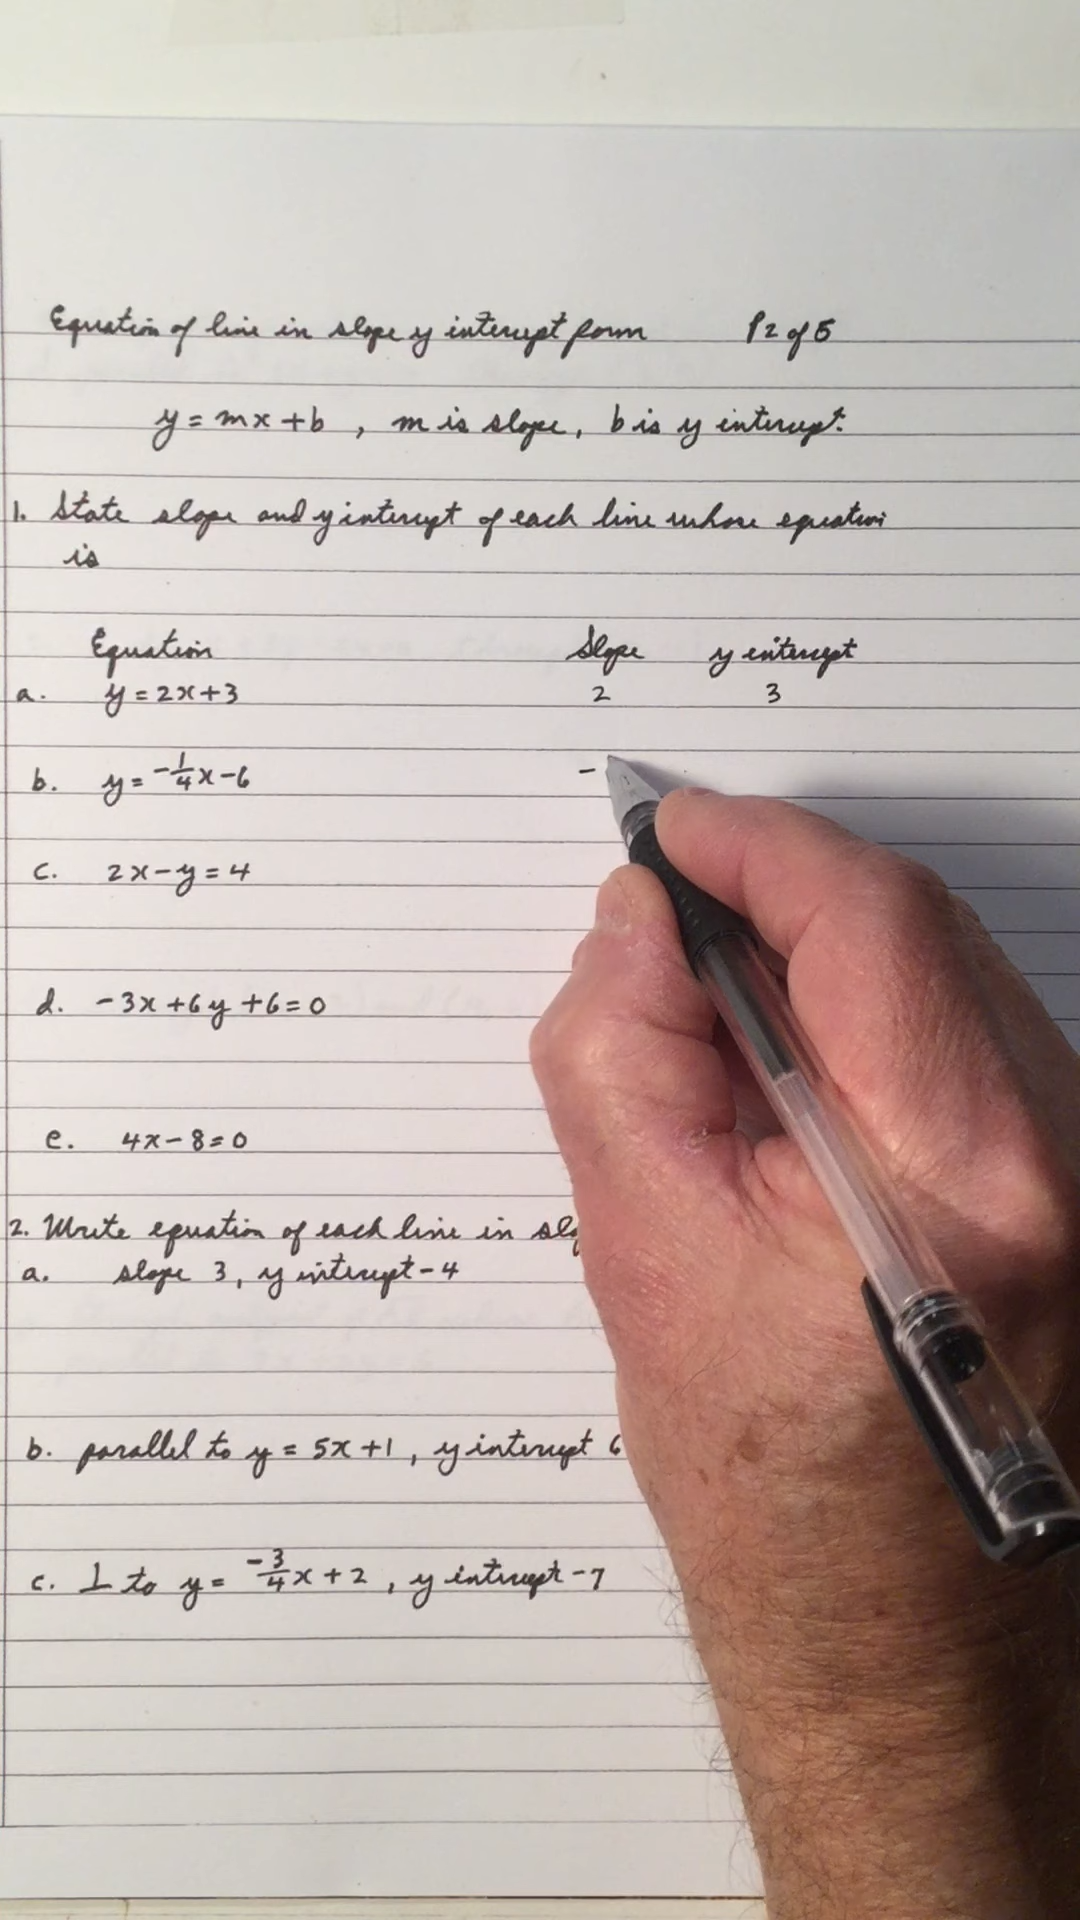 Equation of line in slope y intercept form P2 of 5
y = mx + b , m is slope, b is y intercept.
1. State slope and y intercept of each line whose equation
is
Equation Slope y intercept
a. y = 2x + 3 2 3
b. y = -1/4 x - 6 -
c. 2x - y = 4
d. -3x + 6y + 6 = 0
e. 4x - 8 = 0
2. Write equation of each line in
a. slope 3, y intercept -4
b. parallel to y = 5x + 1, y intercept 6
c. ⊥ to y = -3/4 x + 2, y intercept -7